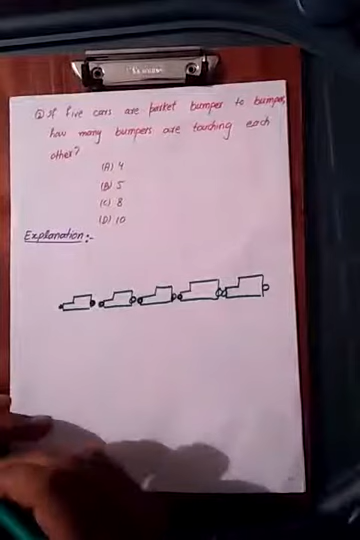 ② If five cars are parket bumper to bumper,
how many bumpers are touching each
other?
(A) 4
(B) 5
(C) 8
(D) 10
Explanation:-